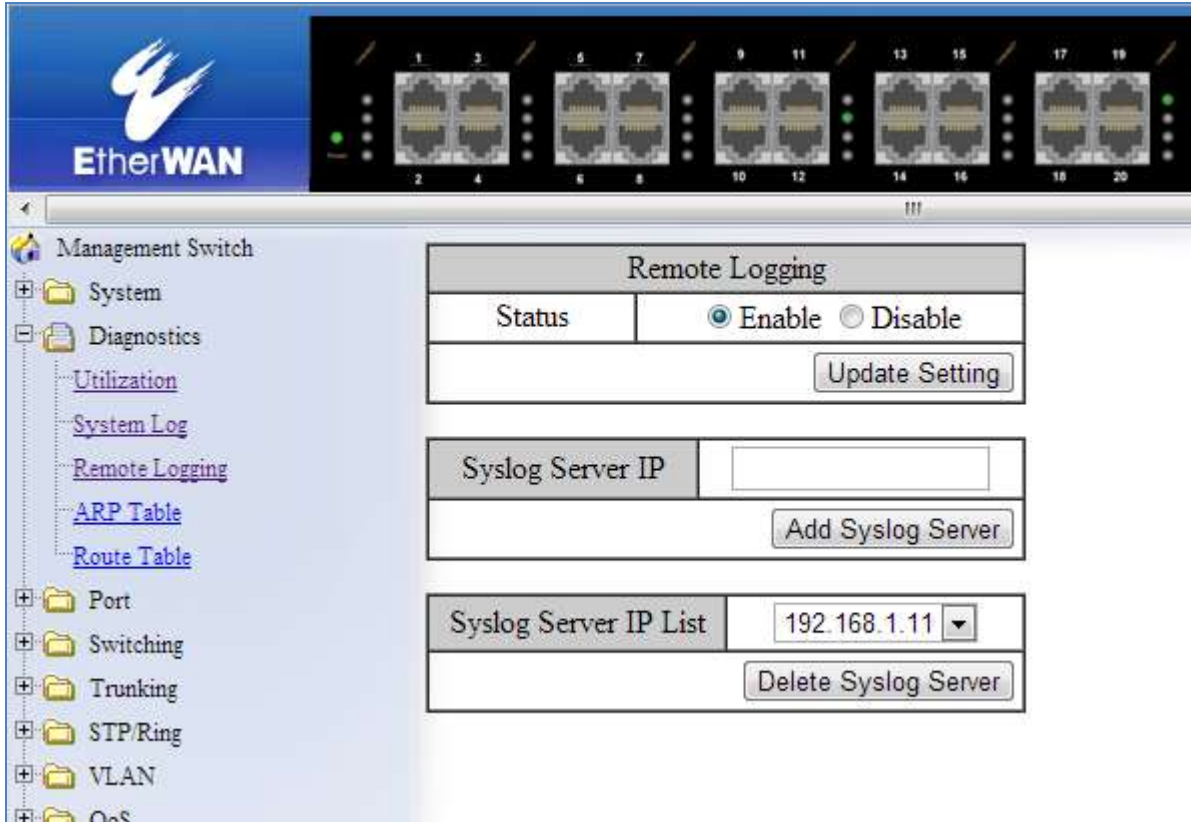 1 3 5 7 9 11 13 15 17 19
EtherWAN
2 4 6 8 10 12 14 16 18 20
Management Switch
System
Diagnostics
Utilization
System Log
Remote Logging
ARP Table
Route Table
Port
Switching
Trunking
STP/Ring
VLAN
QoS
Remote Logging
Status Enable Disable
Update Setting
Syslog Server IP
Add Syslog Server
Syslog Server IP List 192.168.1.11
Delete Syslog Server